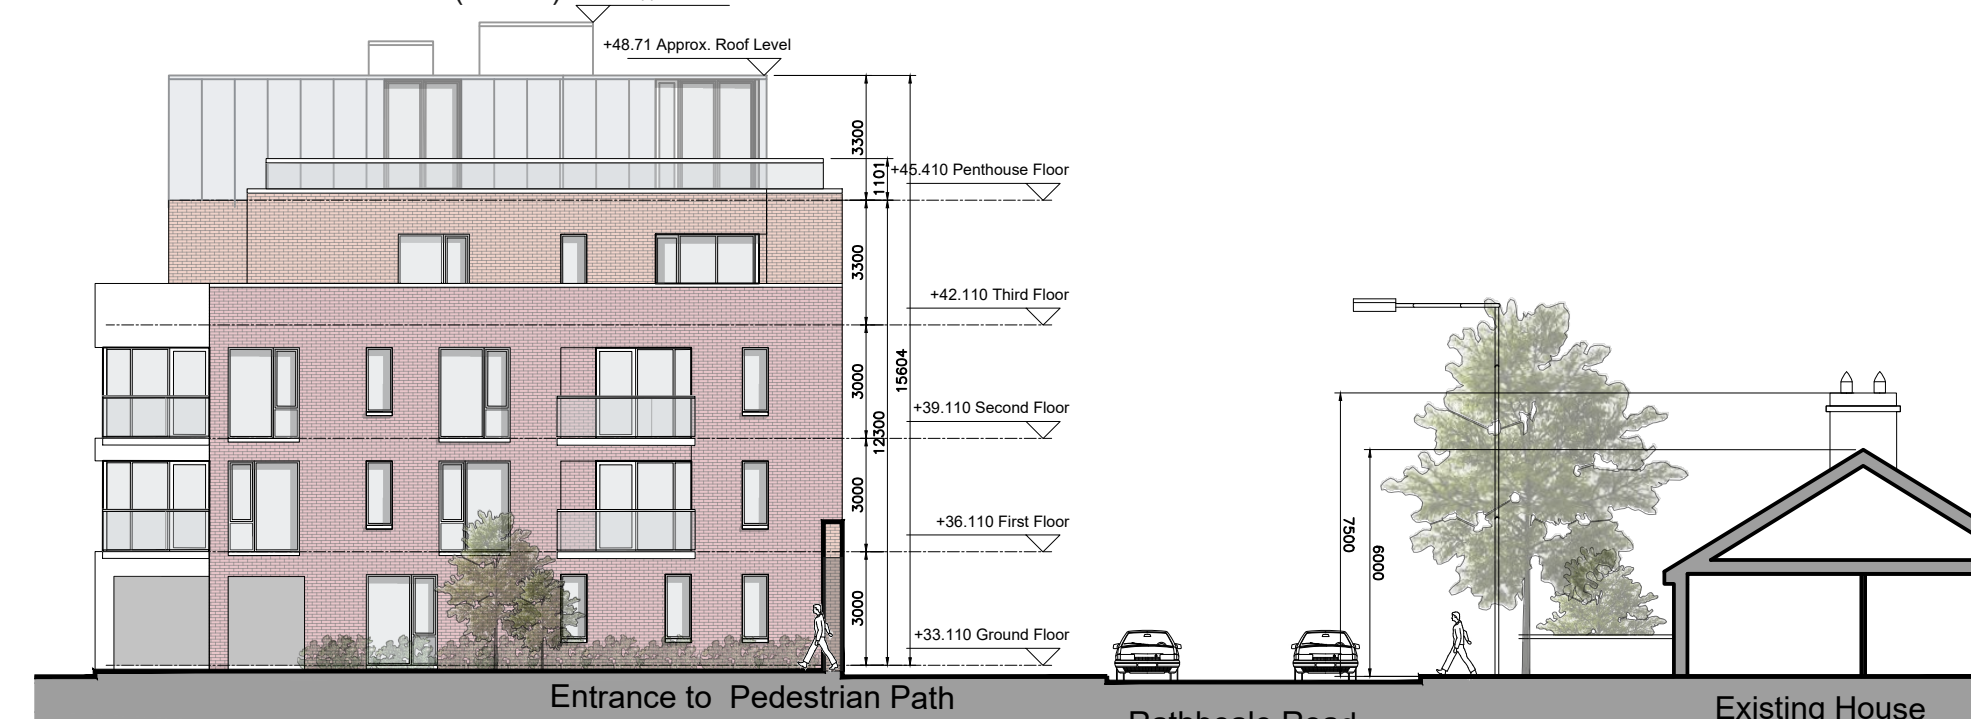 +48.71 Approx. Roof Level
3300
1101
+45.410 Penthouse Floor
3300
+42.110 Third Floor
15604
3000
+39.110 Second Floor
12300
3000
+36.110 First Floor
7500
6000
3000
+33.110 Ground Floor
Entrance to Pedestrian Path
Existing House